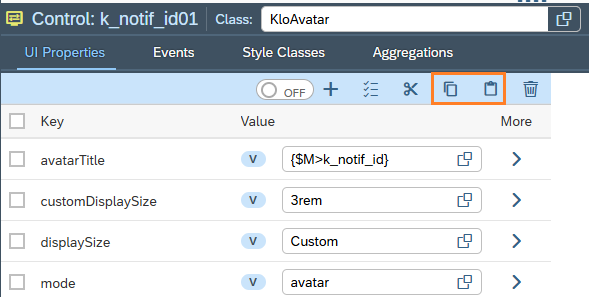 Control: k_notif_id01 Class: KloAvatar
UI Properties Events Style Classes Aggregations
OFF
Key Value More
avatarTitle V {$M>k_notif_id}
customDisplaySize V 3rem
displaySize V Custom
mode V avatar